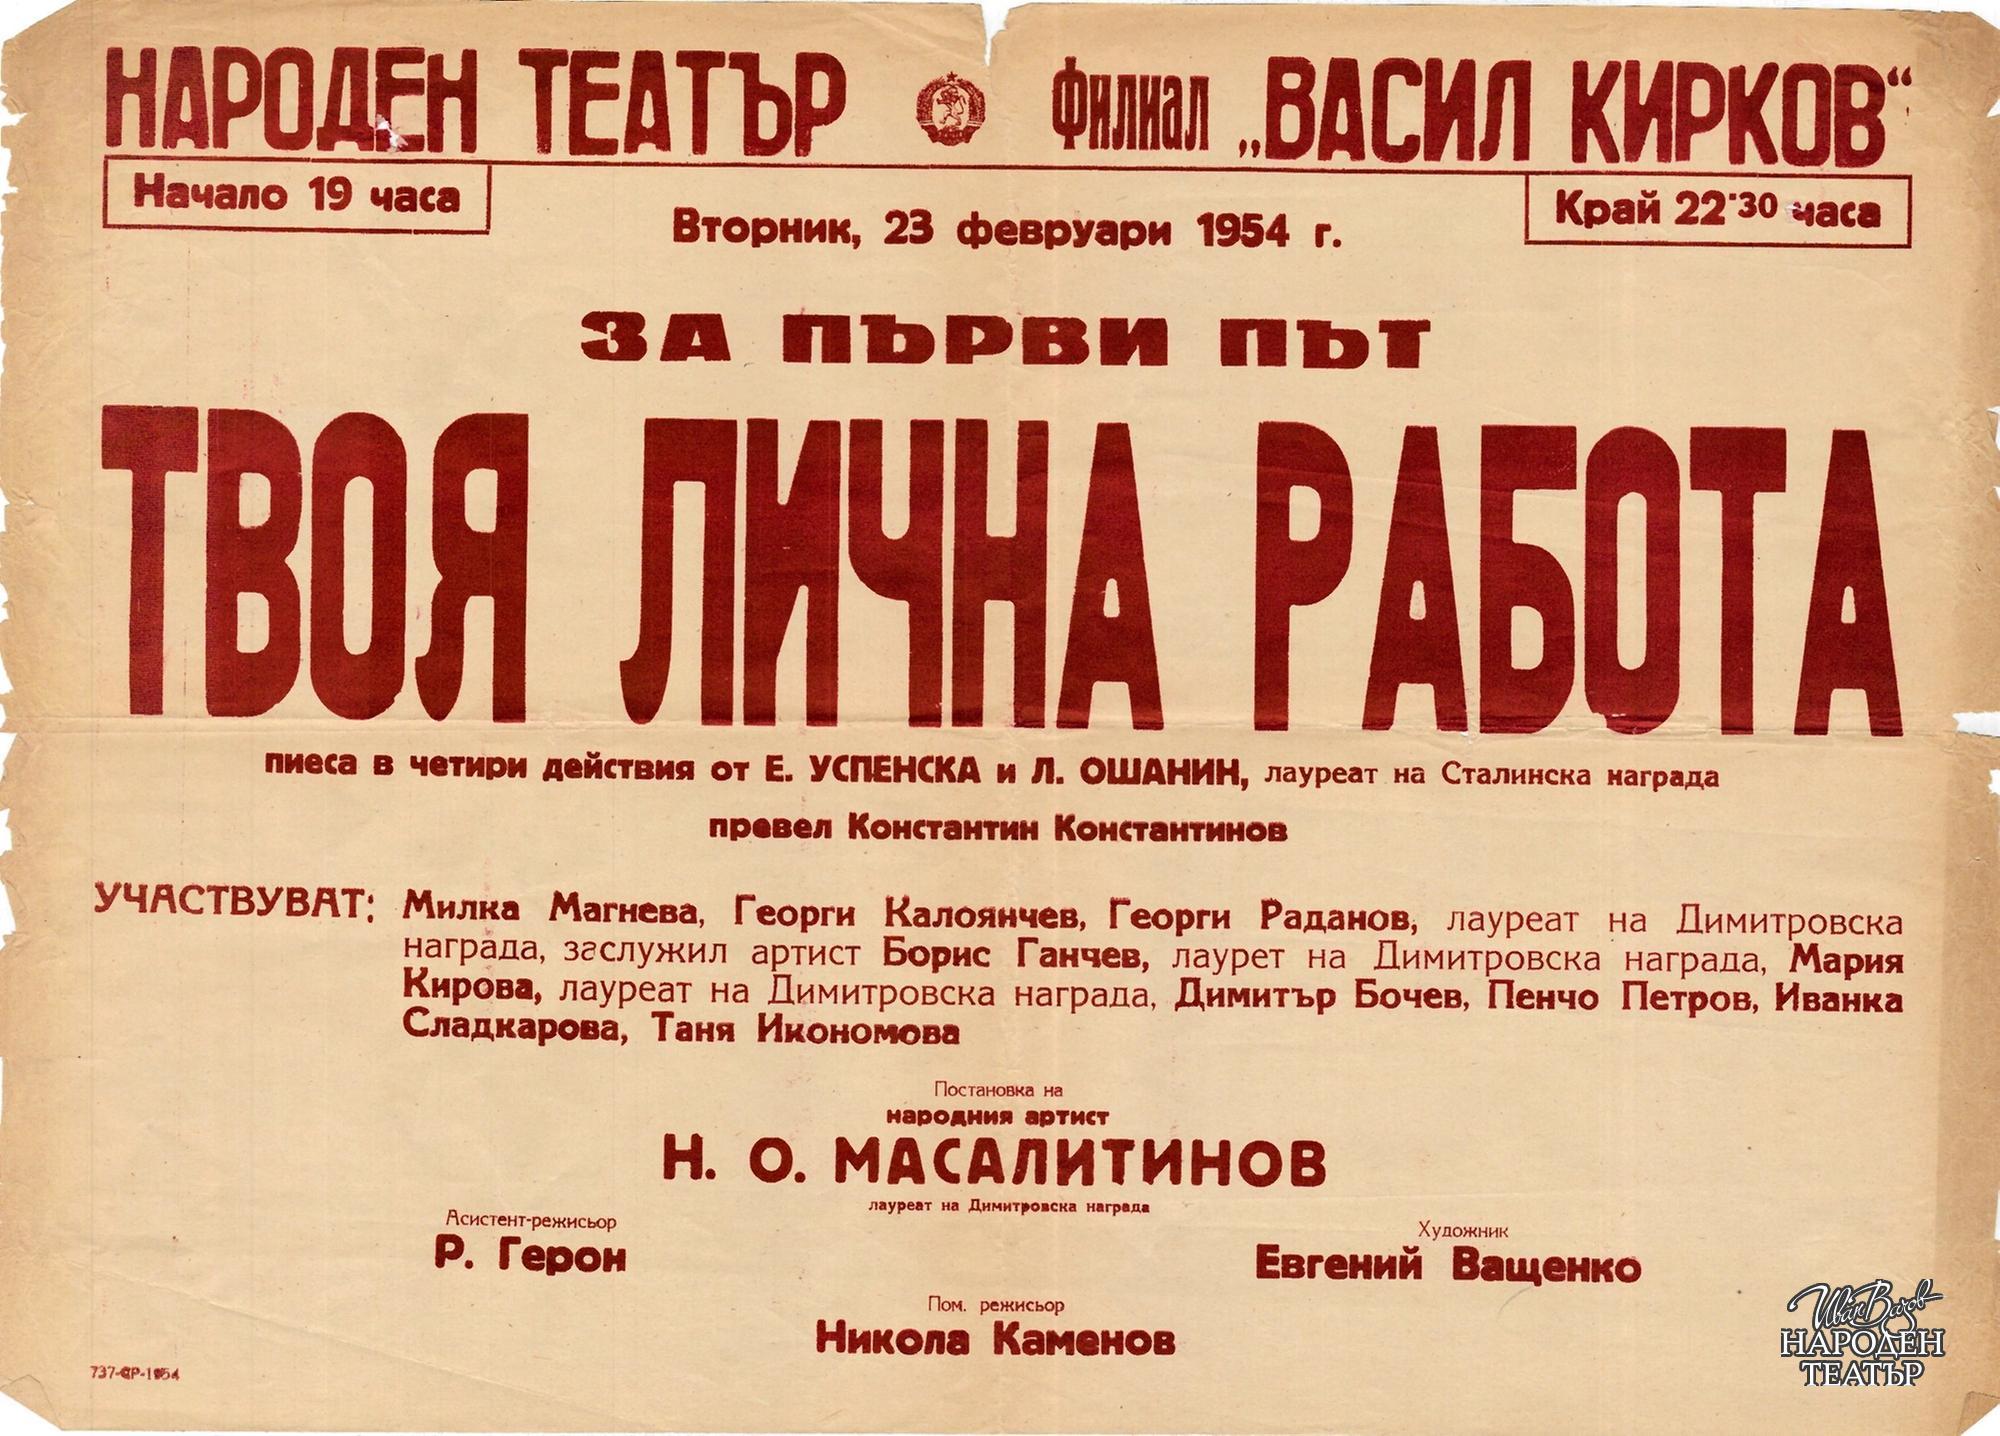 НАРОДЕН ТЕАТЪР Филиал „ВАСИЛ КИРКОВ“
Начало 19 часа
Вторник, 23 февруари 1954 г.
Край 22·30 часа
ЗА ПЪРВИ ПЪТ
ТВОЯ ЛИЧНА РАБОТА
пиеса в четири действия от Е. УСПЕНСКА и Л. ОШАНИН, лауреат на Сталинска награда
превел Константин Константинов
УЧАСТВУВАТ: Милка Магнева, Георги Калоянчев, Георги Раданов, лауреат на Димитровска
награда, заслужил артист Борис Ганчев, лаурет на Димитровска награда, Мария
Кирова, лауреат на Димитровска награда, Димитър Бочев, Пенчо Петров, Иванка
Сладкарова, Таня Икономова
Постановка на
народния артист
Н. О. МАСАЛИТИНОВ
лауреат на Димитровска награда
Асистент-режисьор
Р. Герон
Художник
Евгений Ващенко
Пом. режисьор
Никола Каменов
Иван Вазов
НАРОДЕН
ТЕАТЪР